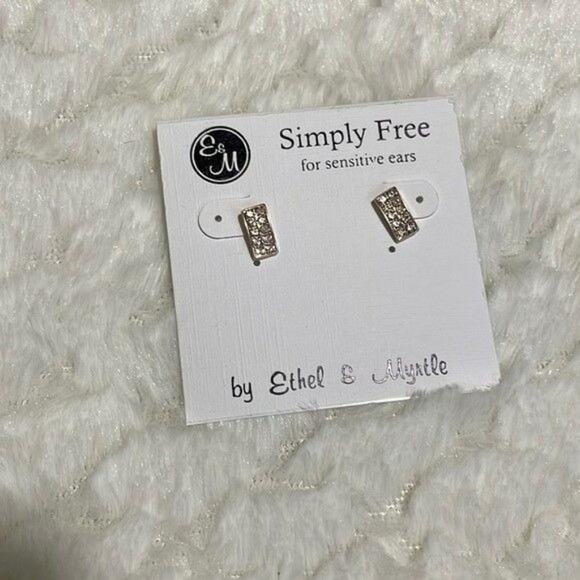 E&M
Simply Free
for sensitive ears
by Ethel & Myrtle